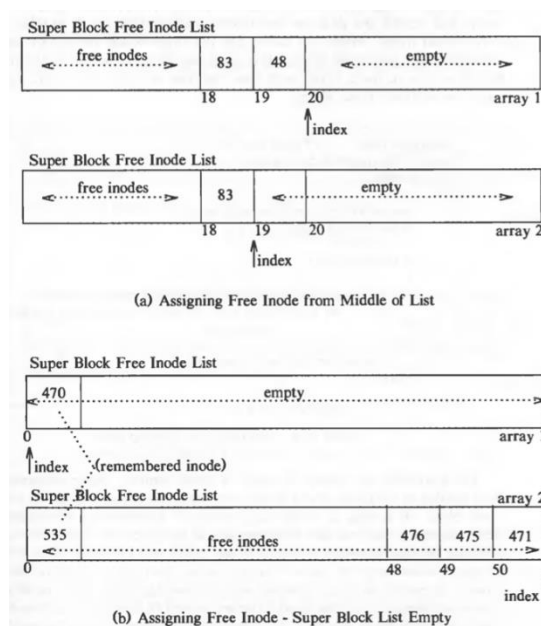 Super Block Free Inode List
free inodes 83 48 empty
18 19 20 array 1
index
Super Block Free Inode List
free inodes 83 empty
18 19 20 array 2
index
(a) Assigning Free Inode from Middle of List
Super Block Free Inode List
470 empty
0 array
index (remembered inode)
Super Block Free Inode List array 2
535 free inodes 476 475 471
0 48 49 50
index
(b) Assigning Free Inode - Super Block List Empty